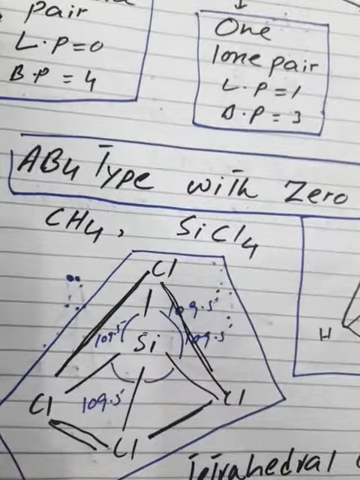 pair
L.P=0
B.P = 4
One
lone pair
L.P=1
B.P=3
AB4 Type with Zero
CH4, SiCl4
Cl
109.5°
109.5° Si 109.5°
Cl 109.5° Cl
Cl
H
Tetrahedral